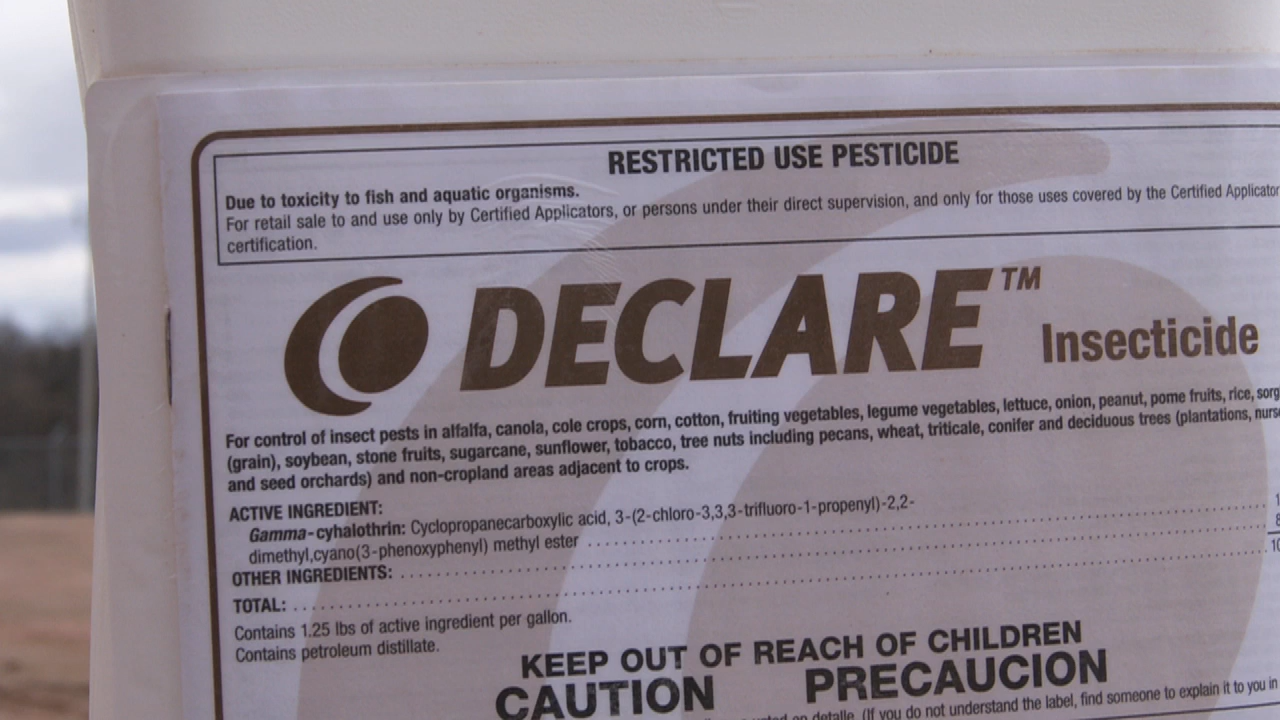 RESTRICTED USE PESTICIDE
Due to toxicity to fish and aquatic organisms.
For retail sale to and use only by Certified Applicators, or persons under their direct supervision, and only for those uses covered by the Certified Applicator
certification.
DECLARE™ Insecticide
For control of insect pests in alfalfa, canola, cole crops, corn, cotton, fruiting vegetables, legume vegetables, lettuce, onion, peanut, pome fruits, rice,
(grain), soybean, stone fruits, sugarcane, sunflower, tobacco, tree nuts including pecans, wheat, triticale, conifer and deciduous trees (plantations,
and seed orchards) and non-cropland areas adjacent to crops.
ACTIVE INGREDIENT:
Gamma-cyhalothrin: Cyclopropanecarboxylic acid, 3-(2-chloro-3,3,3-trifluoro-1-propenyl)-2,2-
dimethyl,cyano(3-phenoxyphenyl) methyl ester
OTHER INGREDIENTS:
TOTAL:
Contains 1.25 lbs of active ingredient per gallon.
Contains petroleum distillate.
KEEP OUT OF REACH OF CHILDREN
CAUTION PRECAUCION
detalle. (If you do not understand the label, find someone to explain it to you in